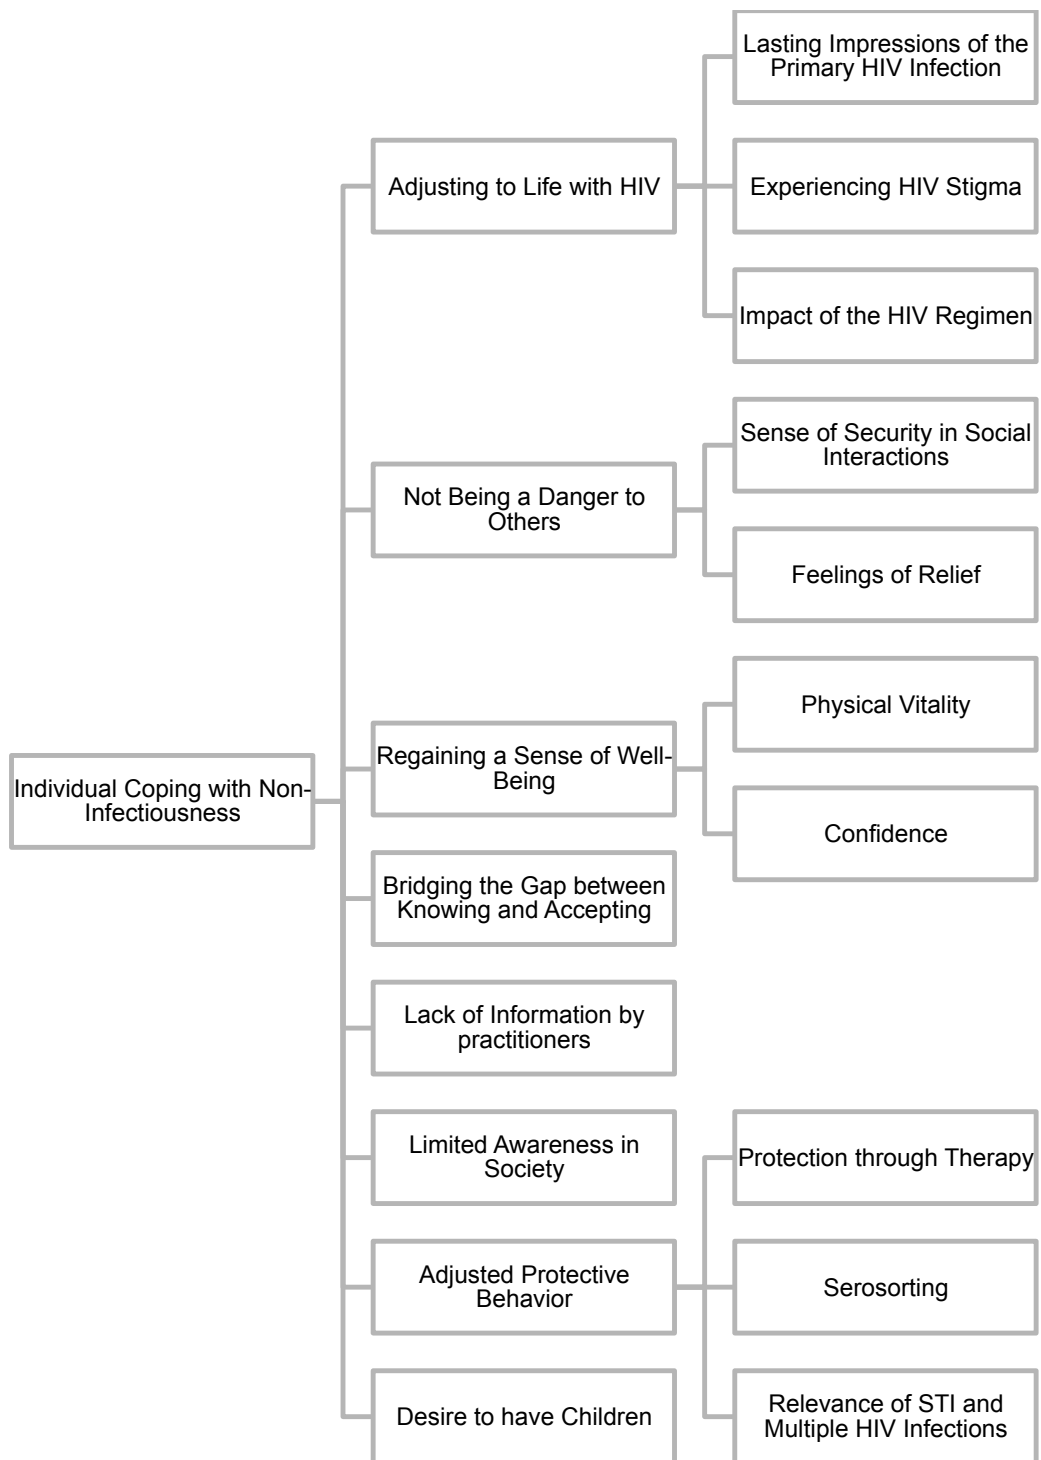 Lasting Impressions of the
Primary HIV Infection
Adjusting to Life with HIV
Experiencing HIV Stigma
Impact of the HIV Regimen
Sense of Security in Social
Interactions
Not Being a Danger to
Others
Feelings of Relief
Physical Vitality
Regaining a Sense of Well-
Being
Individual Coping with Non-
Infectiousness
Confidence
Bridging the Gap between
Knowing and Accepting
Lack of Information by
practitioners
Limited Awareness in
Society
Protection through Therapy
Adjusted Protective
Behavior
Serosorting
Desire to have Children
Relevance of STI and
Multiple HIV Infections